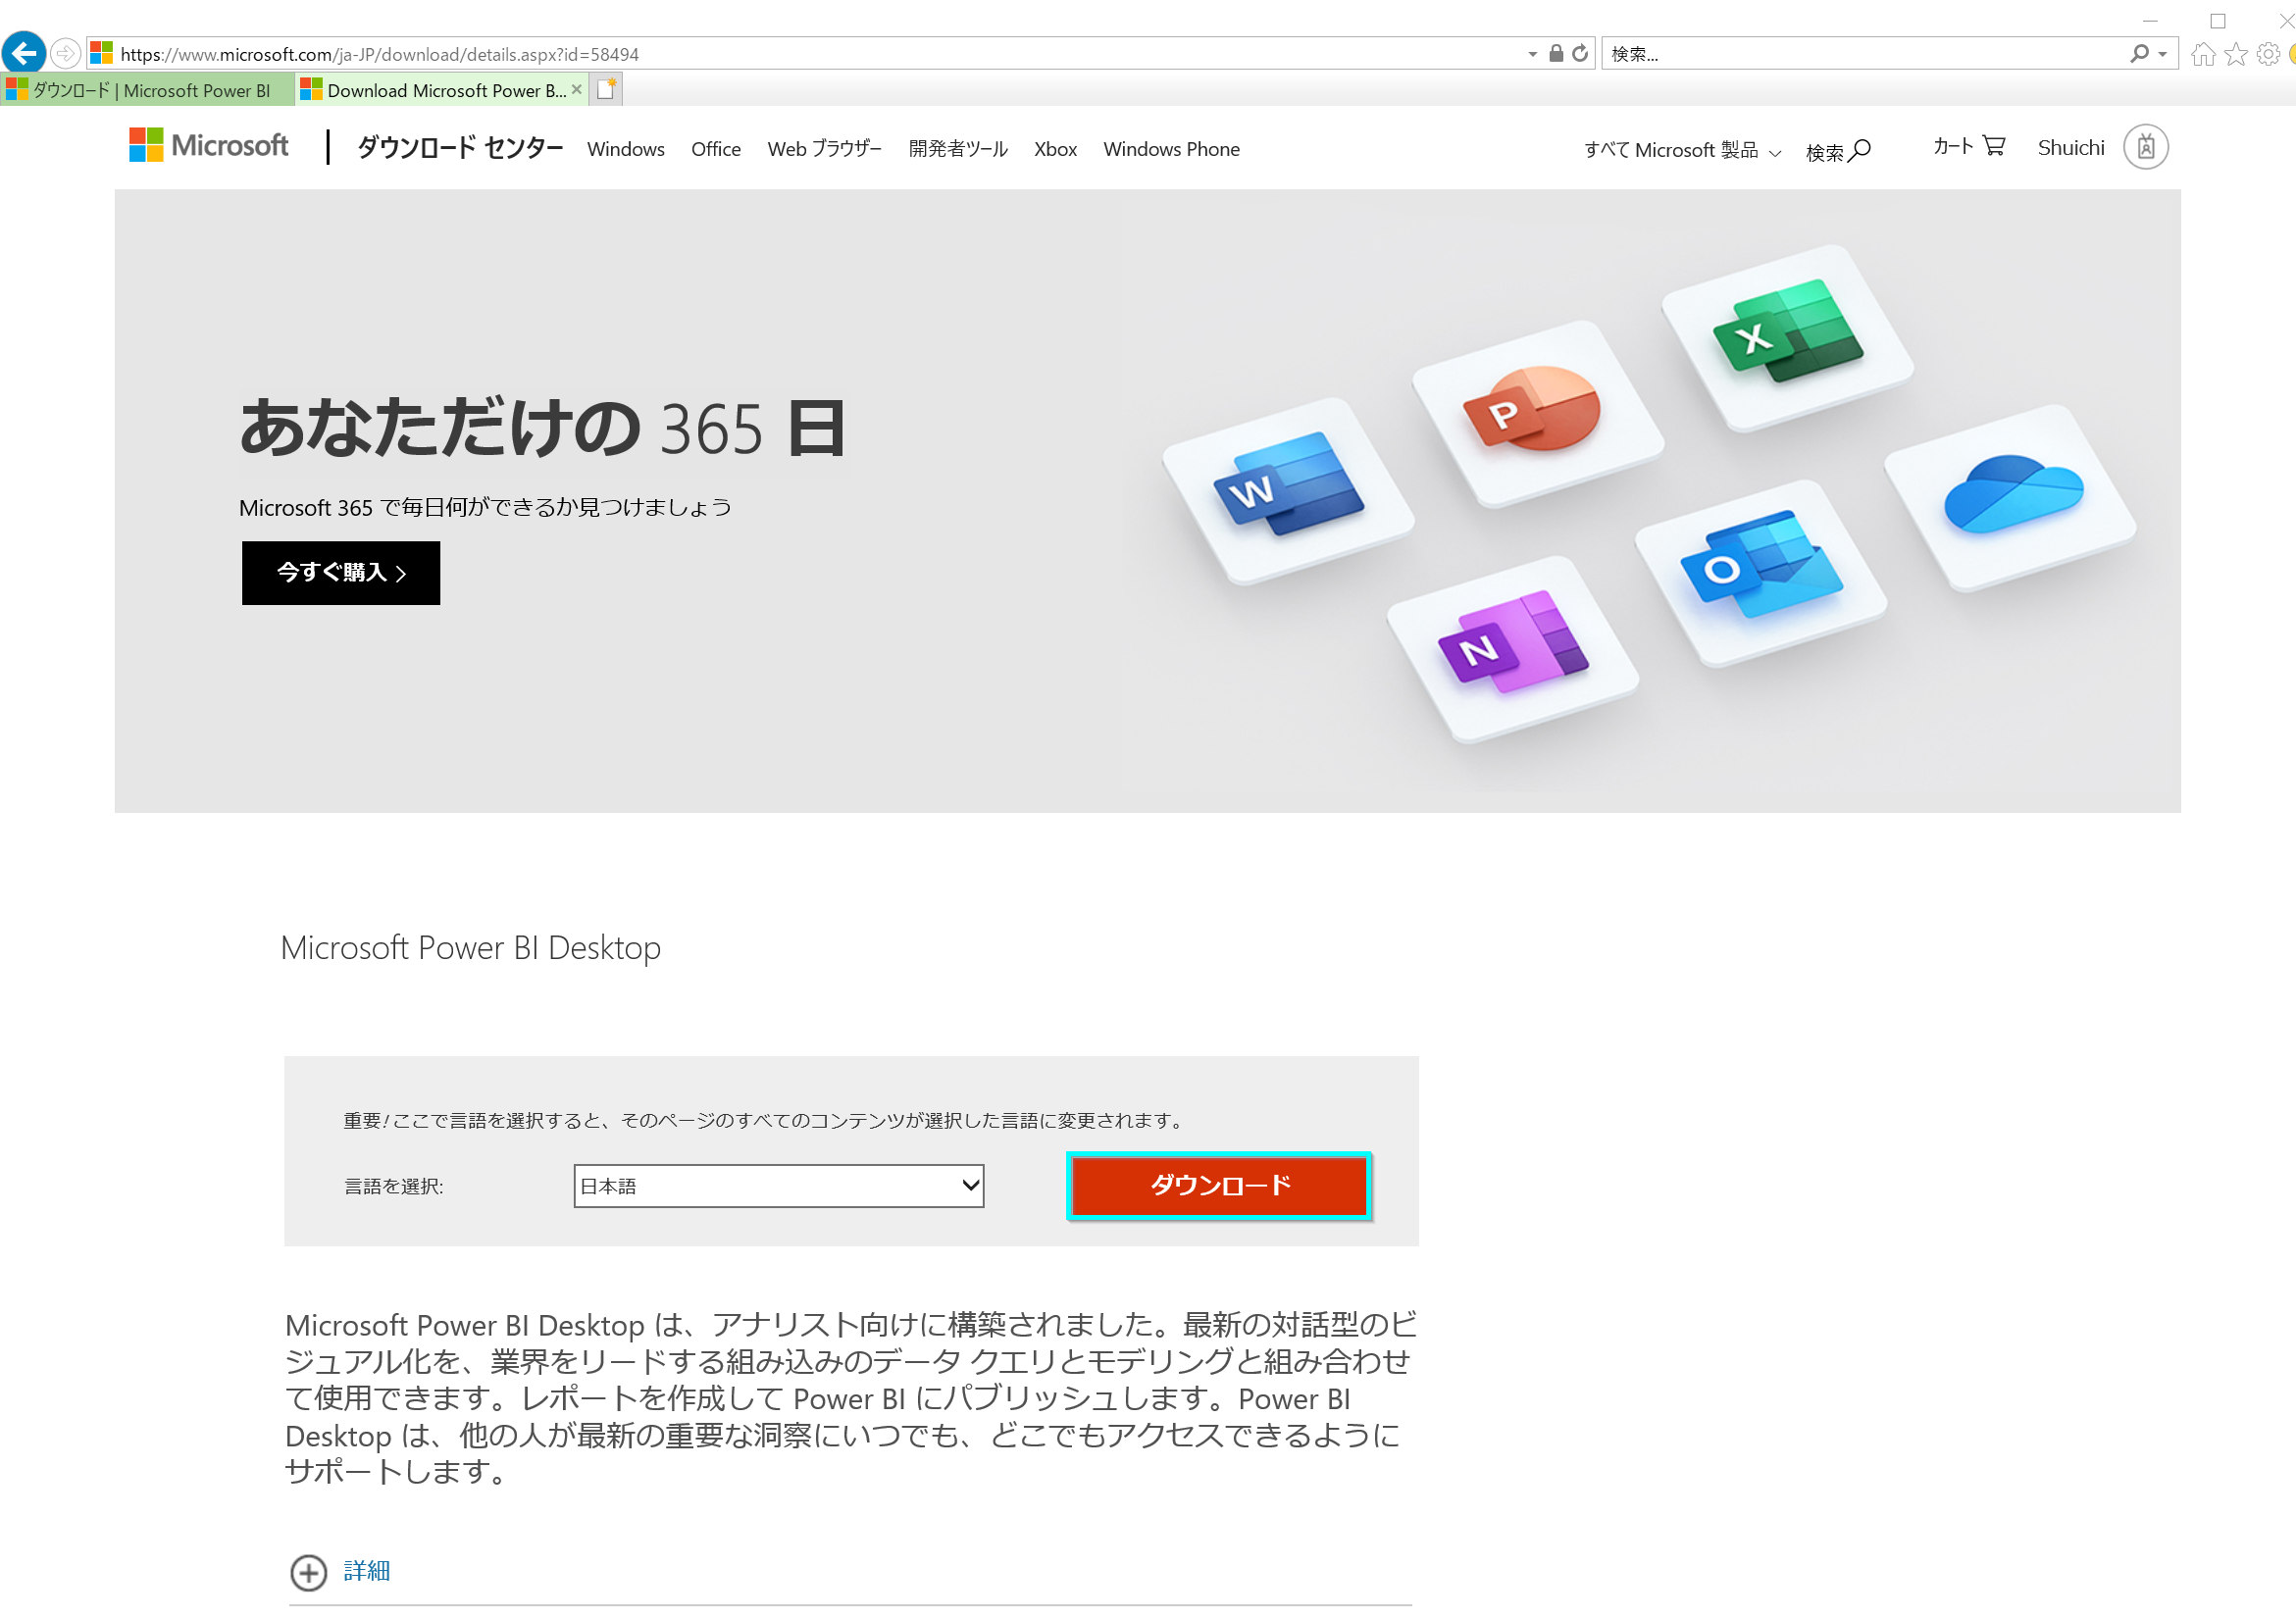 https://www.microsoft.com/ja-JP/download/details.aspx?id=58494
検索...
ダウンロード | Microsoft Power BI
Download Microsoft Power B...
Microsoft
ダウンロード センター
Windows
Office
Web ブラウザー
開発者ツール
Xbox
Windows Phone
すべて Microsoft 製品
検索
カート
Shuichi
あなただけの 365 日
Microsoft 365 で毎日何ができるか見つけましょう
今すぐ購入
W
P
X
N
O
Microsoft Power BI Desktop
重要!ここで言語を選択すると、そのページのすべてのコンテンツが選択した言語に変更されます。
言語を選択:
日本語
ダウンロード
Microsoft Power BI Desktop は、アナリスト向けに構築されました。最新の対話型のビ
ジュアル化を、業界をリードする組み込みのデータ クエリとモデリングと組み合わせ
て使用できます。レポートを作成して Power BI にパブリッシュします。Power BI
Desktop は、他の人が最新の重要な洞察にいつでも、どこでもアクセスできるように
サポートします。
詳細